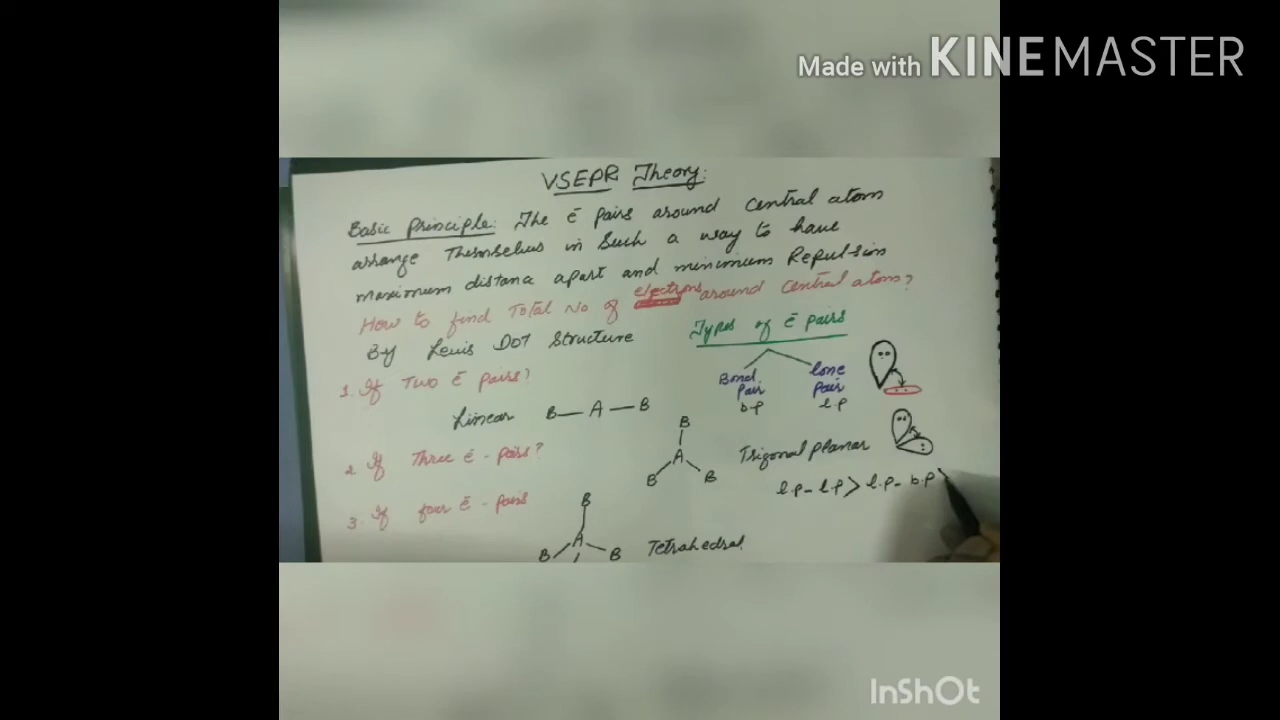 Made with KINEMASTER
VSEPR Theory:
Basic Principle: The ē pairs around central atom
arrange themselves in such a way to have
maximum distance apart and minimum Repulsion
How to find Total No of electrons around central atom?
By Lewis DOT Structure
Types of ē pairs
1. If Two ē pairs?
Bond Pair b.p
lone pair l.p
Linear B — A — B
2. If Three ē - pairs?
B
A
B B
Trigonal planar
l.p - l.p > l.p - b.p >
3. If four ē - pairs
B
A
B B
Tetrahedral
InShOt